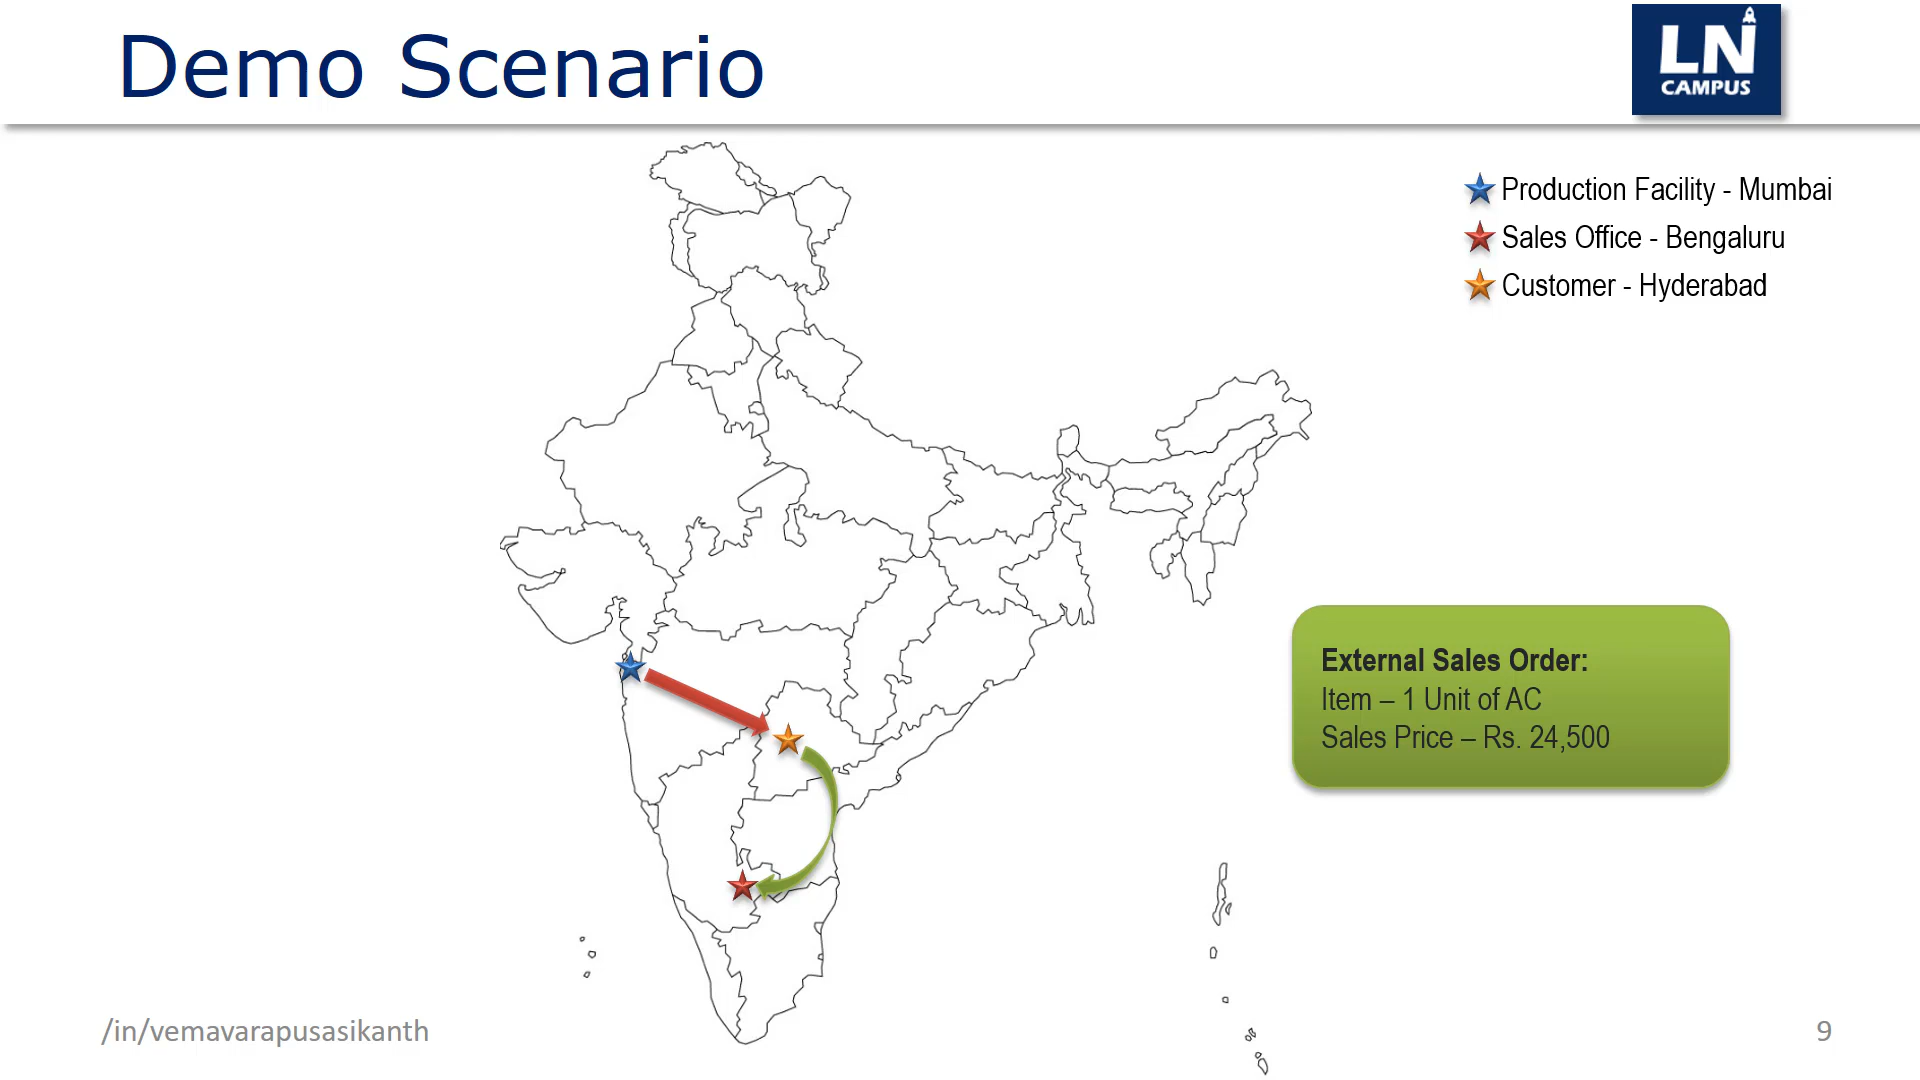 Demo Scenario
LN
CAMPUS
Production Facility - Mumbai
Sales Office - Bengaluru
Customer - Hyderabad
External Sales Order:
Item – 1 Unit of AC
Sales Price – Rs. 24,500
/in/vemavarapusasikanth
9